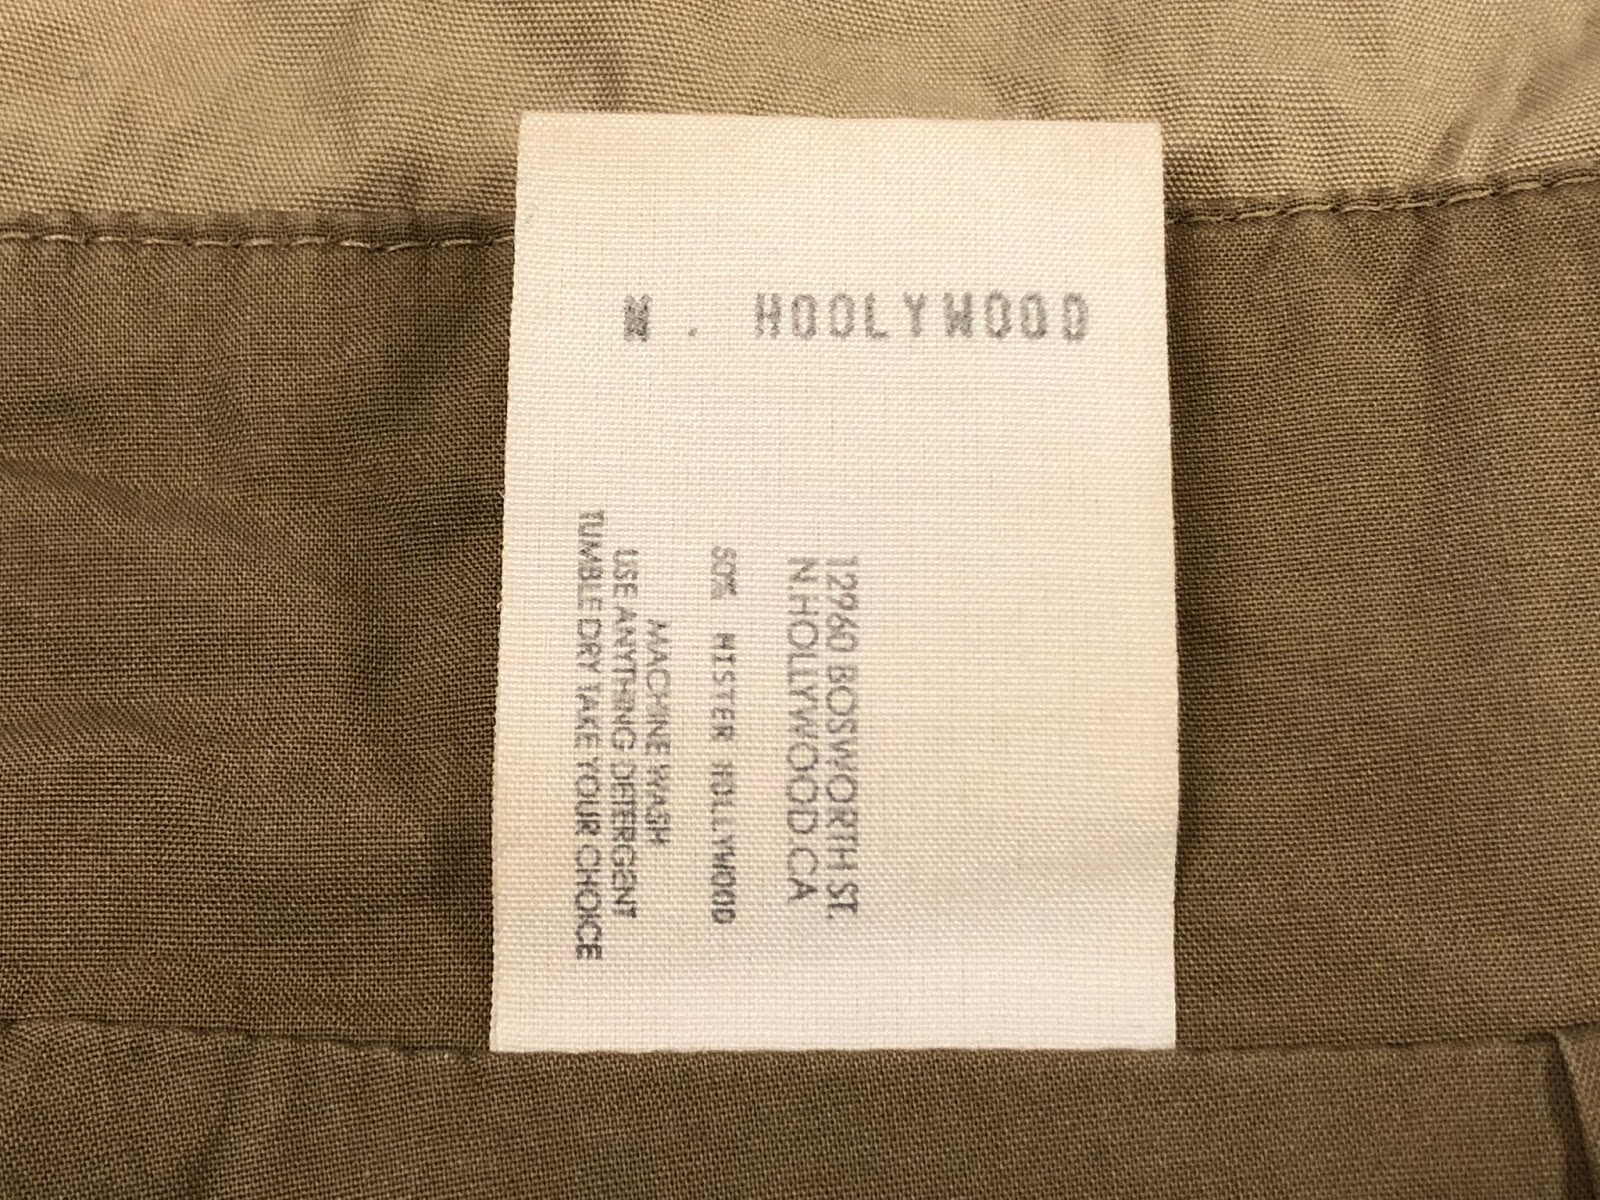 N. HOOLYWOOD
12960 BOSWORTH ST.
N.HOLLYWOOD.CA
50% MISTER HOLLYWOOD
MACHINE WASH
USE ANYTHING DETERGENT
TUMBLE DRY TAKE YOUR CHOICE